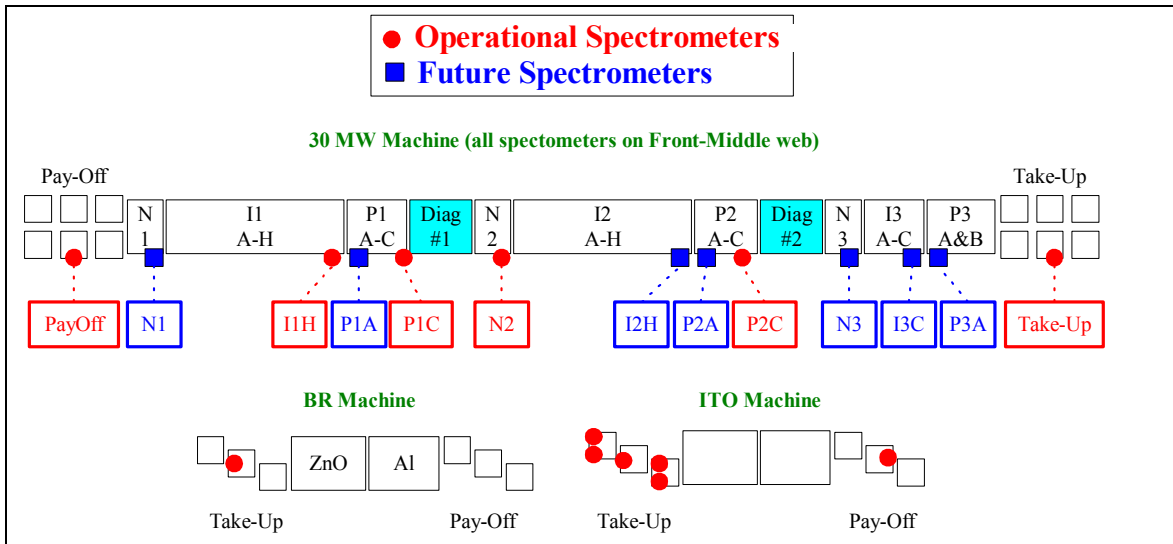 Operational Spectrometers
Future Spectrometers
30 MW Machine (all spectometers on Front-Middle web)
Pay-Off
Take-Up
N
1
I1
A-H
P1
A-C
Diag
#1
N
2
I2
A-H
P2
A-C
Diag
#2
N
3
I3
A-C
P3
A&B
PayOff
N1
I1H
P1A
P1C
N2
I2H
P2A
P2C
N3
I3C
P3A
Take-Up
BR Machine
ITO Machine
ZnO
Al
Take-Up
Pay-Off
Take-Up
Pay-Off